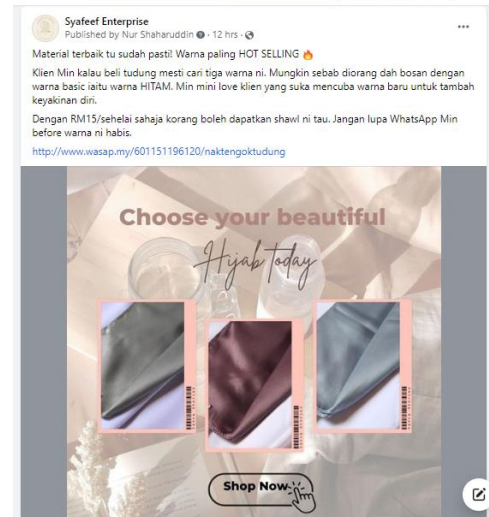 Syafeef Enterprise
Published by Nur Shaharuddin · 12 hrs ·
Material terbaik tu sudah pasti! Warna paling HOT SELLING 🔥
Klien Min kalau beli tudung mesti cari tiga warna ni. Mungkin sebab diorang dah bosan dengan
warna basic iaitu warna HITAM. Min mini love klien yang suka mencuba warna baru untuk tambah
keyakinan diri.
Dengan RM15/sehelai sahaja korang boleh dapatkan shawl ni tau. Jangan lupa WhatsApp Min
before warna ni habis.
http://www.wasap.my/601151196120/naktengoktudung
Choose your beautiful
Hijab today
Shop Now